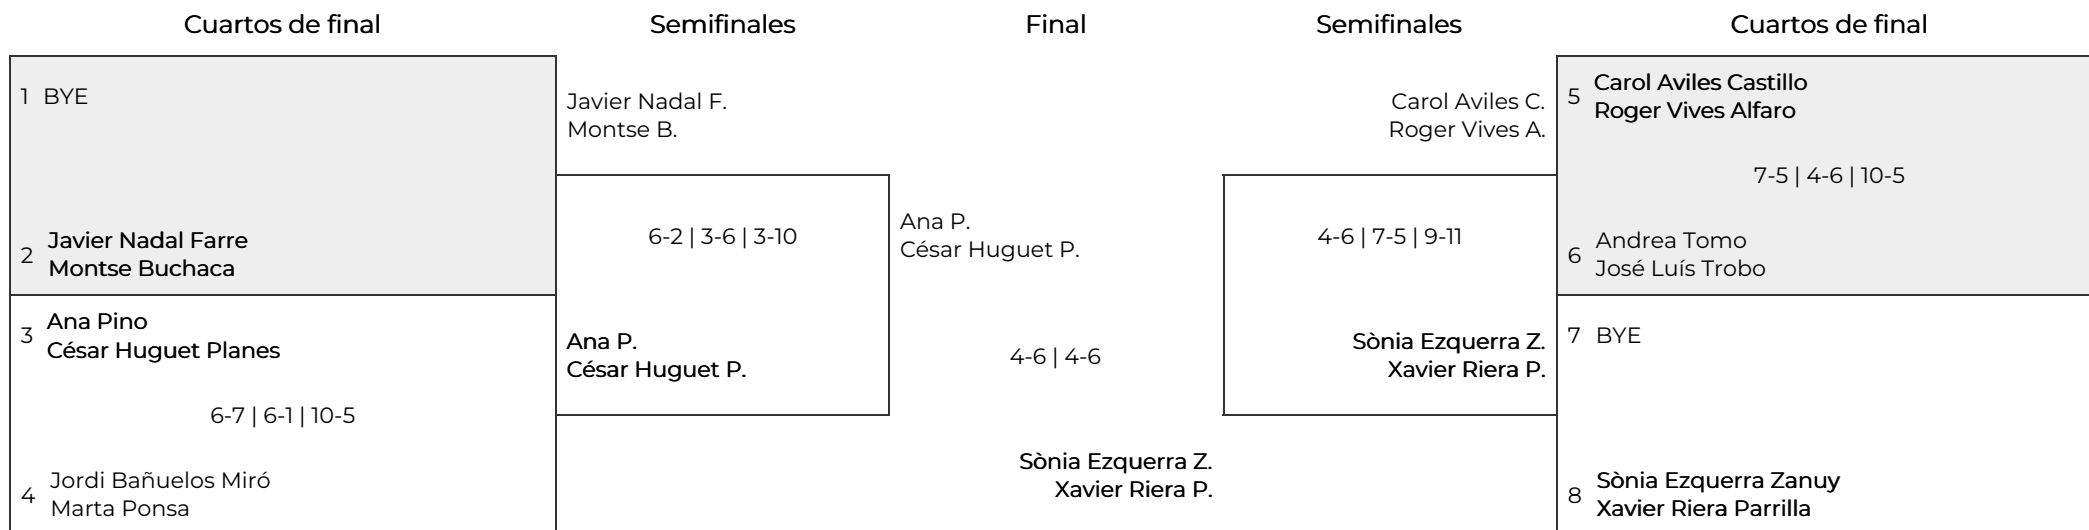 Cuartos de final
Semifinales
Final
Semifinales
Cuartos de final
1 BYE
2 Javier Nadal Farre
Montse Buchaca
3 Ana Pino
César Huguet Planes
6-7 | 6-1 | 10-5
4 Jordi Bañuelos Miró
Marta Ponsa
Javier Nadal F.
Montse B.
6-2 | 3-6 | 3-10
Ana P.
César Huguet P.
Ana P.
César Huguet P.
4-6 | 4-6
Sònia Ezquerra Z.
Xavier Riera P.
Carol Aviles C.
Roger Vives A.
4-6 | 7-5 | 9-11
Sònia Ezquerra Z.
Xavier Riera P.
5 Carol Aviles Castillo
Roger Vives Alfaro
7-5 | 4-6 | 10-5
6 Andrea Tomo
José Luís Trobo
7 BYE
8 Sònia Ezquerra Zanuy
Xavier Riera Parrilla